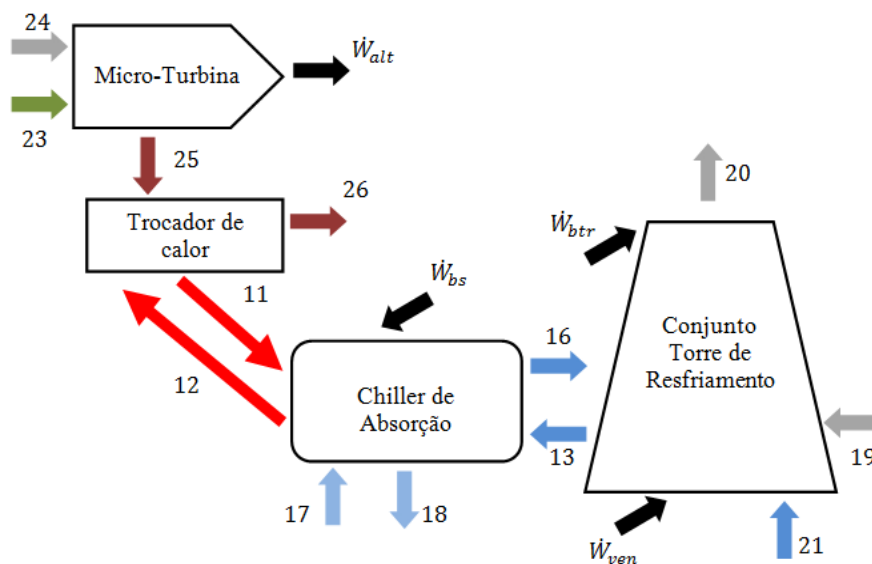 24
Ẇalt
Micro-Turbina
23
25
20
26
Trocador de
calor
Ẇbtr
11
Ẇbs
16
Conjunto
Torre de
Resfriamento
12
Chiller de
Absorção
13
19
17
18
Ẇven
21